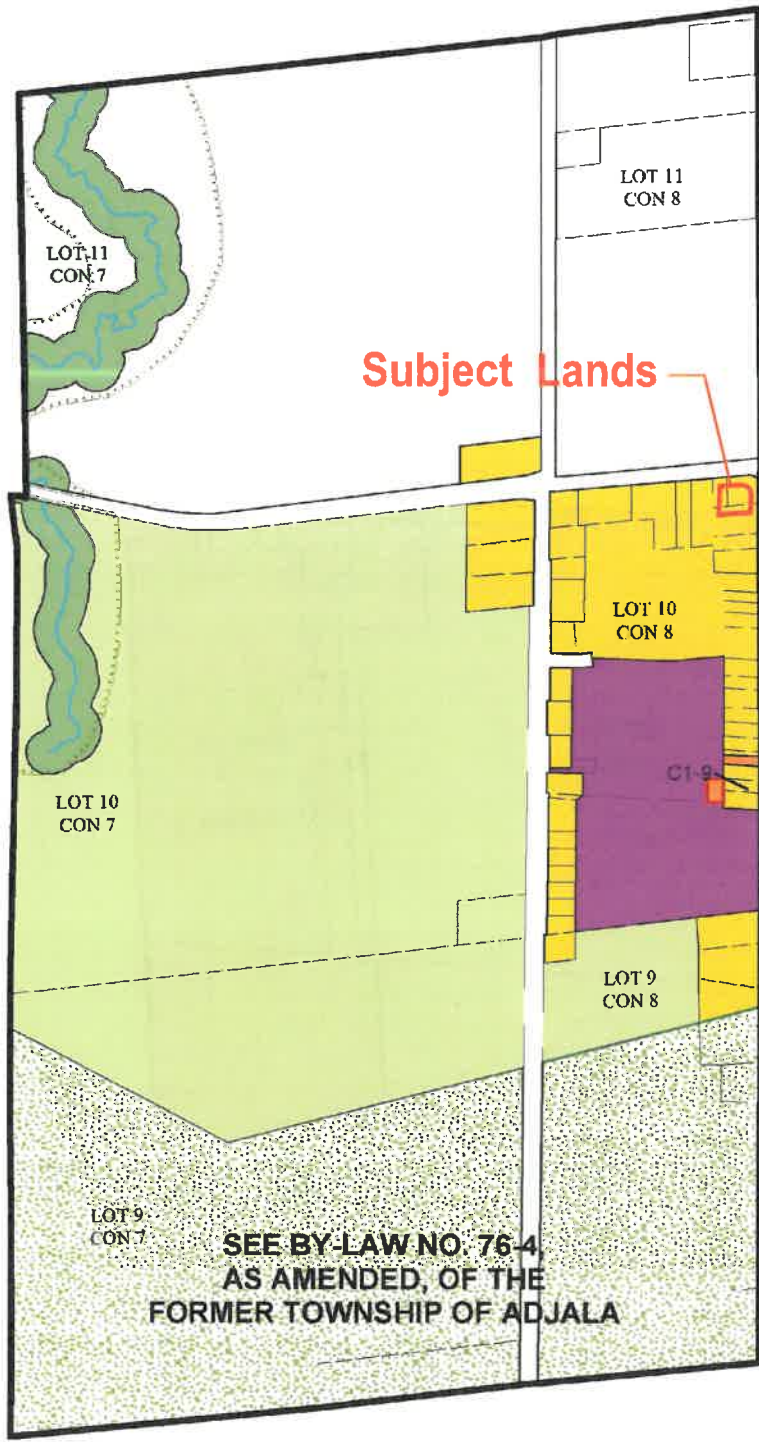 LOT 11
CON 8
LOT 11
CON 7
Subject Lands
LOT 10
CON 8
C1-9
LOT 10
CON 7
LOT 9
CON 8
LOT 9
CON 7
SEE BY-LAW NO. 76-4,
AS AMENDED, OF THE
FORMER TOWNSHIP OF ADJALA